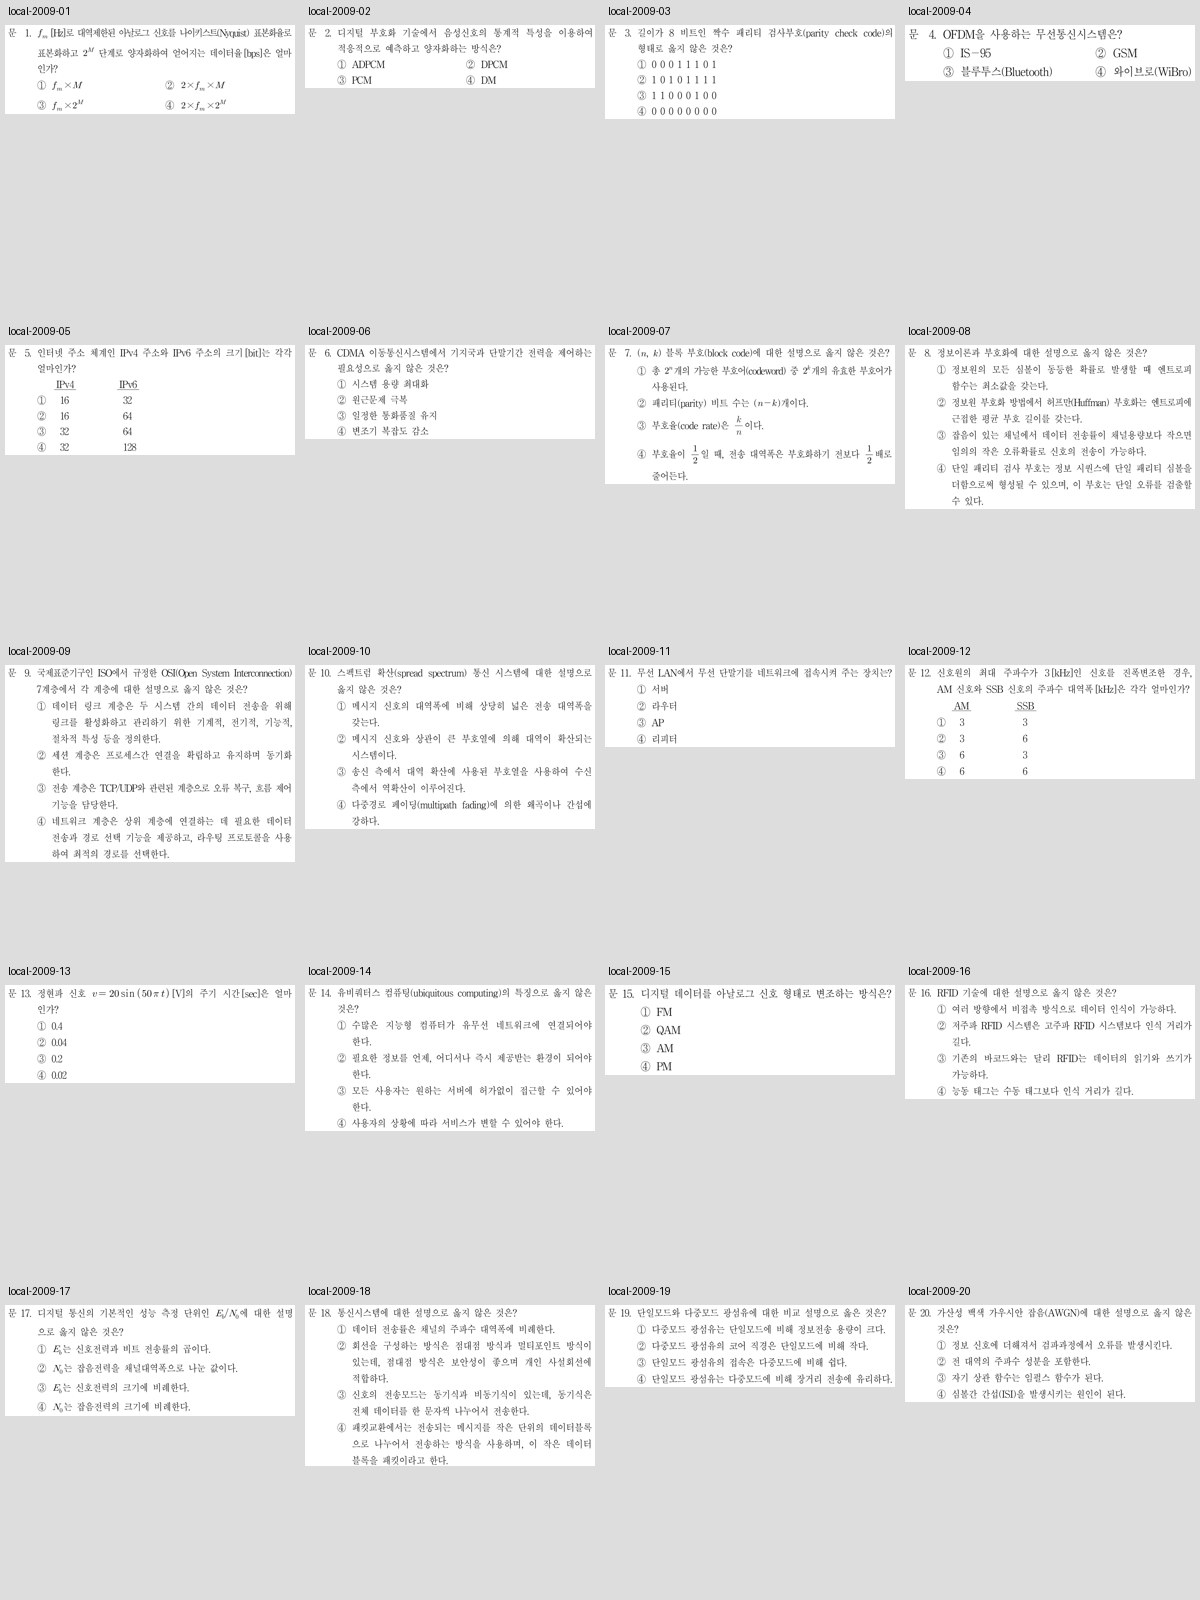 local-2009-01
문 1. fm [Hz]로 대역제한된 아날로그 신호를 나이키스트(Nyquist) 표본화율로
표본화하고 2^M 단계로 양자화하여 얻어지는 데이터율[bps]은 얼마
인가?
① fm×M ② 2×fm×M
③ fm×2^M ④ 2×fm×2^M
local-2009-02
문 2. 디지털 부호화 기술에서 음성신호의 통계적 특성을 이용하여
적응적으로 예측하고 양자화하는 방식은?
① ADPCM ② DPCM
③ PCM ④ DM
local-2009-03
문 3. 길이가 8 비트인 짝수 패리티 검사부호(parity check code)의
형태로 옳지 않은 것은?
① 0 0 0 1 1 1 0 1
② 1 0 1 0 1 1 1 1
③ 1 1 0 0 0 1 0 0
④ 0 0 0 0 0 0 0 0
local-2009-04
문 4. OFDM을 사용하는 무선통신시스템은?
① IS-95 ② GSM
③ 블루투스(Bluetooth) ④ 와이브로(WiBro)
local-2009-05
문 5. 인터넷 주소 체계인 IPv4 주소와 IPv6 주소의 크기[bit]는 각각
얼마인가?
IPv4 IPv6
① 16 32
② 16 64
③ 32 64
④ 32 128
local-2009-06
문 6. CDMA 이동통신시스템에서 기지국과 단말기간 전력을 제어하는
필요성으로 옳지 않은 것은?
① 시스템 용량 최대화
② 원근문제 극복
③ 일정한 통화품질 유지
④ 변조기 복잡도 감소
local-2009-07
문 7. (n, k) 블록 부호(block code)에 대한 설명으로 옳지 않은 것은?
① 총 2^n개의 가능한 부호어(codeword) 중 2^k개의 유효한 부호어가
사용된다.
② 패리티(parity) 비트 수는 (n-k)개이다.
③ 부호율(code rate)은 k/n 이다.
④ 부호율이 1/2일 때, 전송 대역폭은 부호화하기 전보다 1/2배로
줄어든다.
local-2009-08
문 8. 정보이론과 부호화에 대한 설명으로 옳지 않은 것은?
① 정보원의 모든 심볼이 동등한 확률로 발생할 때 엔트로피
함수는 최소값을 갖는다.
② 정보원 부호화 방법에서 허프만(Huffman) 부호화는 엔트로피에
근접한 평균 부호 길이를 갖는다.
③ 잡음이 있는 채널에서 데이터 전송률이 채널용량보다 작으면
임의의 작은 오류확률로 신호의 전송이 가능하다.
④ 단일 패리티 검사 부호는 정보 시퀀스에 단일 패리티 심볼을
더함으로써 형성될 수 있으며, 이 부호는 단일 오류를 검출할
수 있다.
local-2009-09
문 9. 국제표준기구인 ISO에서 규정한 OSI(Open System Interconnection)
7계층에서 각 계층에 대한 설명으로 옳지 않은 것은?
① 데이터 링크 계층은 두 시스템 간의 데이터 전송을 위해
링크를 활성화하고 관리하기 위한 기계적, 전기적, 기능적,
절차적 특성 등을 정의한다.
② 세션 계층은 프로세스간 연결을 확립하고 유지하며 동기화
한다.
③ 전송 계층은 TCP/UDP와 관련된 계층으로 오류 복구, 흐름 제어
기능을 담당한다.
④ 네트워크 계층은 상위 계층에 연결하는 데 필요한 데이터
전송과 경로 선택 기능을 제공하고, 라우팅 프로토콜을 사용
하여 최적의 경로를 선택한다.
local-2009-10
문 10. 스펙트럼 확산(spread spectrum) 통신 시스템에 대한 설명으로
옳지 않은 것은?
① 메시지 신호의 대역폭에 비해 상당히 넓은 전송 대역폭을
갖는다.
② 메시지 신호와 상관이 큰 부호열에 의해 대역이 확산되는
시스템이다.
③ 송신 측에서 대역 확산에 사용된 부호열을 사용하여 수신
측에서 역확산이 이루어진다.
④ 다중경로 페이딩(multipath fading)에 의한 왜곡이나 간섭에
강하다.
local-2009-11
문 11. 무선 LAN에서 무선 단말기를 네트워크에 접속시켜 주는 장치는?
① 서버
② 라우터
③ AP
④ 리피터
local-2009-12
문 12. 신호원의 최대 주파수가 3[kHz]인 신호를 진폭변조한 경우,
AM 신호와 SSB 신호의 주파수 대역폭[kHz]은 각각 얼마인가?
AM SSB
① 3 3
② 3 6
③ 6 3
④ 6 6
local-2009-13
문 13. 정현파 신호 v = 20 sin (50πt) [V]의 주기 시간[sec]은 얼마
인가?
① 0.4
② 0.04
③ 0.2
④ 0.02
local-2009-14
문 14. 유비쿼터스 컴퓨팅(ubiquitous computing)의 특징으로 옳지 않은
것은?
① 수많은 지능형 컴퓨터가 유무선 네트워크에 연결되어야
한다.
② 필요한 정보를 언제, 어디서나 즉시 제공받는 환경이 되어야
한다.
③ 모든 사용자는 원하는 서버에 허가없이 접근할 수 있어야
한다.
④ 사용자의 상황에 따라 서비스가 변할 수 있어야 한다.
local-2009-15
문 15. 디지털 데이터를 아날로그 신호 형태로 변조하는 방식은?
① FM
② QAM
③ AM
④ PM
local-2009-16
문 16. RFID 기술에 대한 설명으로 옳지 않은 것은?
① 여러 방향에서 비접촉 방식으로 데이터 인식이 가능하다.
② 저주파 RFID 시스템은 고주파 RFID 시스템보다 인식 거리가
길다.
③ 기존의 바코드와는 달리 RFID는 데이터의 읽기와 쓰기가
가능하다.
④ 능동 태그는 수동 태그보다 인식 거리가 길다.
local-2009-17
문 17. 디지털 통신의 기본적인 성능 측정 단위인 Eb/N0에 대한 설명
으로 옳지 않은 것은?
① Eb는 신호전력과 비트 전송률의 곱이다.
② N0는 잡음전력을 채널대역폭으로 나눈 값이다.
③ Eb는 신호전력의 크기에 비례한다.
④ N0는 잡음전력의 크기에 비례한다.
local-2009-18
문 18. 통신시스템에 대한 설명으로 옳지 않은 것은?
① 데이터 전송률은 채널의 주파수 대역폭에 비례한다.
② 회선을 구성하는 방식은 점대점 방식과 멀티포인트 방식이
있는데, 점대점 방식은 보안성이 좋으며 개인 사설회선에
적합하다.
③ 신호의 전송모드는 동기식과 비동기식이 있는데, 동기식은
전체 데이터를 한 문자씩 나누어서 전송한다.
④ 패킷교환에서는 전송되는 메시지를 작은 단위의 데이터블록
으로 나누어서 전송하는 방식을 사용하며, 이 작은 데이터
블록을 패킷이라고 한다.
local-2009-19
문 19. 단일모드와 다중모드 광섬유에 대한 비교 설명으로 옳은 것은?
① 다중모드 광섬유는 단일모드에 비해 정보전송 용량이 크다.
② 다중모드 광섬유의 코어 직경은 단일모드에 비해 작다.
③ 단일모드 광섬유의 접속은 다중모드에 비해 쉽다.
④ 단일모드 광섬유는 다중모드에 비해 장거리 전송에 유리하다.
local-2009-20
문 20. 가산성 백색 가우시안 잡음(AWGN)에 대한 설명으로 옳지 않은
것은?
① 정보 신호에 더해져서 검파과정에서 오류를 발생시킨다.
② 전 대역의 주파수 성분을 포함한다.
③ 자기 상관 함수는 임펄스 함수가 된다.
④ 심볼간 간섭(ISI)을 발생시키는 원인이 된다.